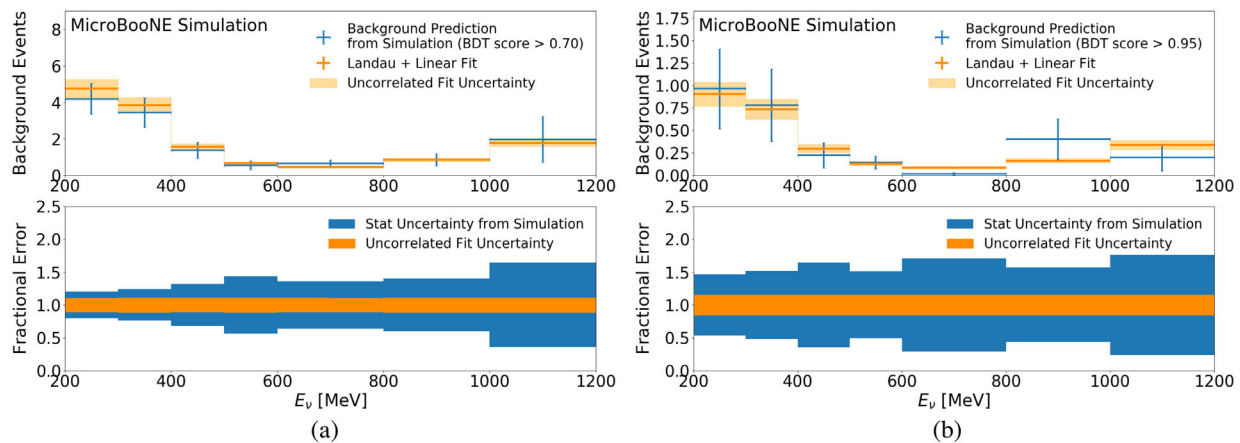 MicroBooNE Simulation
Background Events
6
4
2
0
Background Prediction
from Simulation (BDT score > 0.70)
Landau + Linear Fit
Uncorrelated Fit Uncertainty
200 400 600 800 1000 1200
Fractional Error
2.5
2.0
1.5
1.0
0.5
0.0
Stat Uncertainty from Simulation
Uncorrelated Fit Uncertainty
200 400 600 800 1000 1200
Eν [MeV]
(a)
MicroBooNE Simulation
Background Events
1.75
1.50
1.25
1.00
0.75
0.50
0.25
0.00
Background Prediction
from Simulation (BDT score > 0.95)
Landau + Linear Fit
Uncorrelated Fit Uncertainty
200 400 600 800 1000 1200
Fractional Error
2.5
2.0
1.5
1.0
0.5
0.0
Stat Uncertainty from Simulation
Uncorrelated Fit Uncertainty
200 400 600 800 1000 1200
Eν [MeV]
(b)